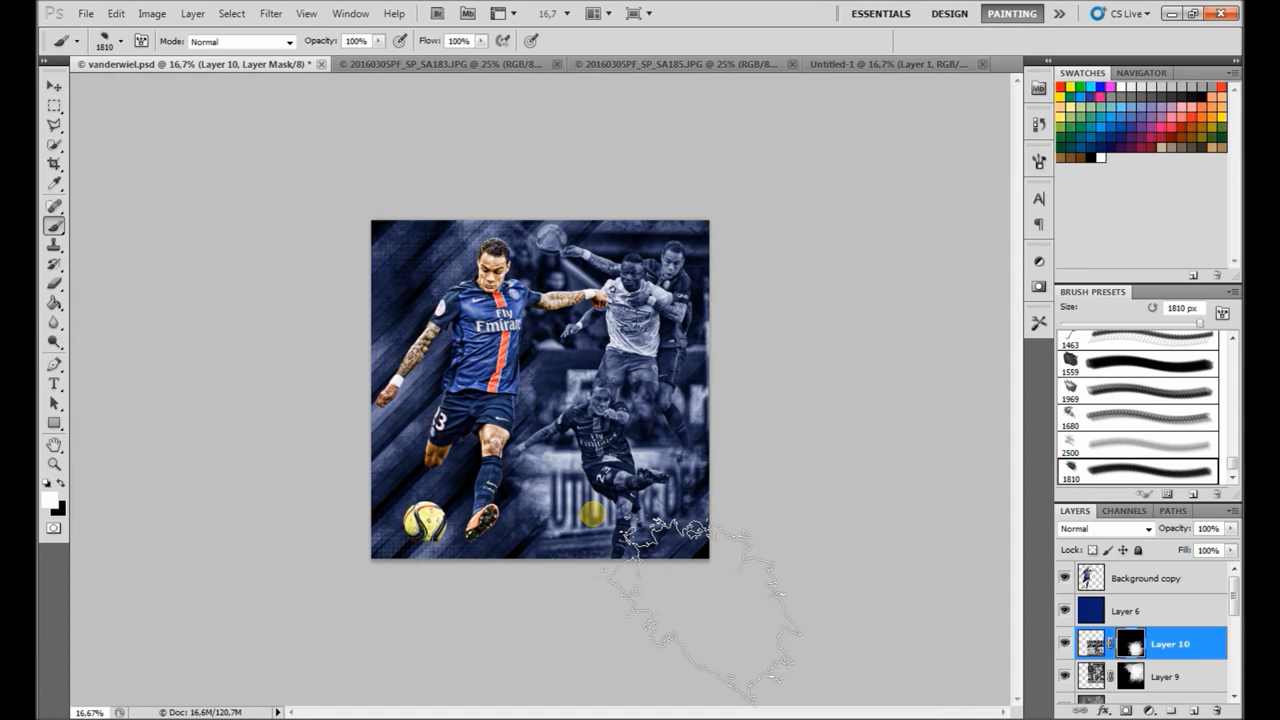 Ps File Edit Image Layer Select Filter View Window Help Br Mb 16,7 ESSENTIALS DESIGN PAINTING CS Live
1810 Mode: Normal Opacity: 100% Flow: 100%
vanderwiel.psd @ 16,7% (Layer 10, Layer Mask/8) * 20160305PF_SP_SA183.JPG @ 25% (RGB/8... 20160305PF_SP_SA185.JPG @ 25% (RGB/8... Untitled-1 @ 16,7% (Layer 1, RGB/...
SWATCHES NAVIGATOR
Mb
BRUSH PRESETS
Size: 1810 px
1463
1559
1969
1680
2500
1810
Fly
Emirates
Fly
LAYERS CHANNELS PATHS
Normal Opacity: 100%
Lock: Fill: 100%
Background copy
Layer 6
Layer 10
Layer 9
16,67% Doc: 16,6M/120,7M